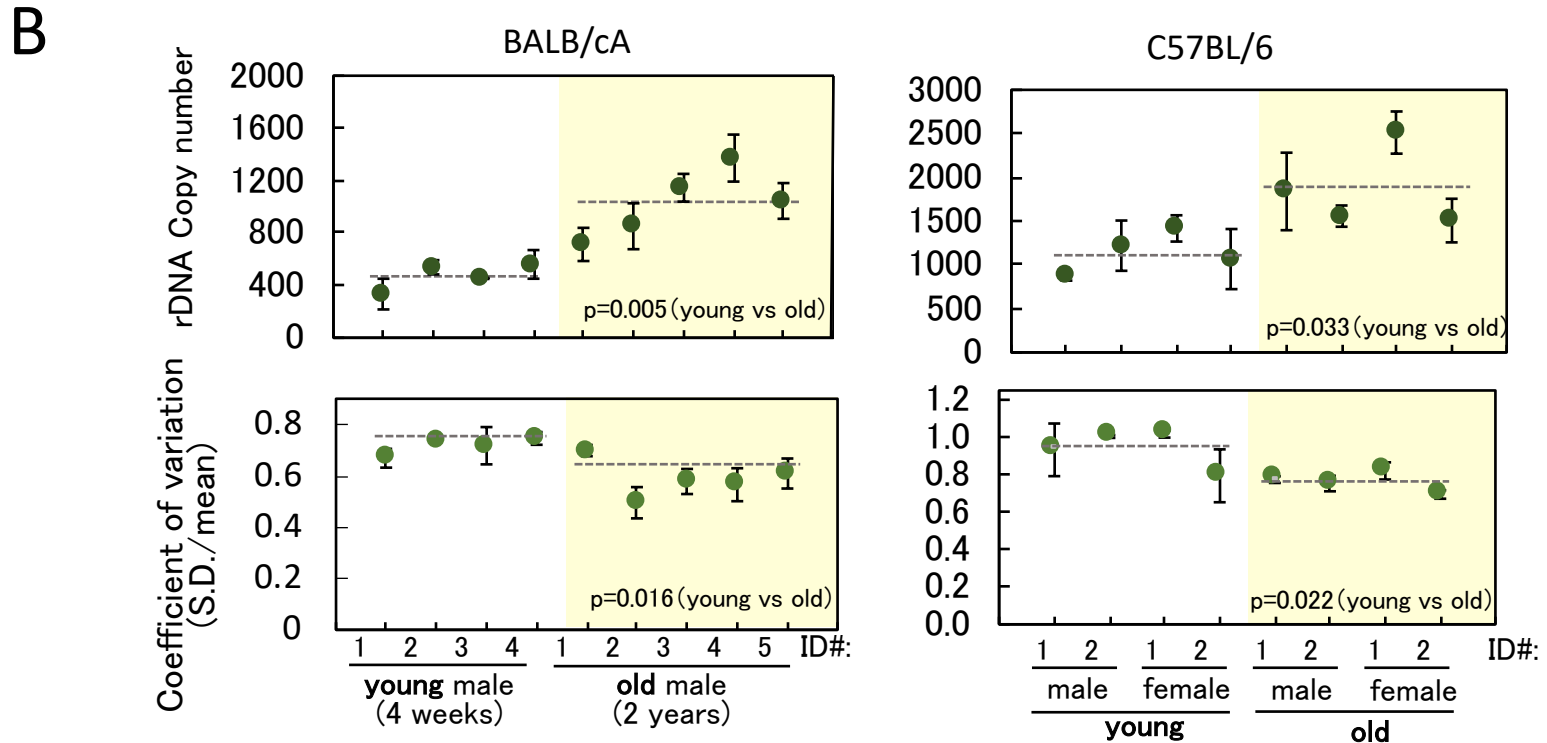 B
BALB/cA
C57BL/6
rDNA Copy number
2000
1600
1200
800
400
0
p=0.005(young vs old)
3000
2500
2000
1500
1000
500
0
p=0.033(young vs old)
Coefficient of variation
(S.D./mean)
0.8
0.6
0.4
0.2
0
p=0.016(young vs old)
1 2 3 4 1 2 3 4 5 ID#:
young male
(4 weeks)
old male
(2 years)
1.2
1.0
0.8
0.6
0.4
0.2
0.0
p=0.022(young vs old)
1 2 1 2 1 2 1 2 ID#:
male female male female
young old